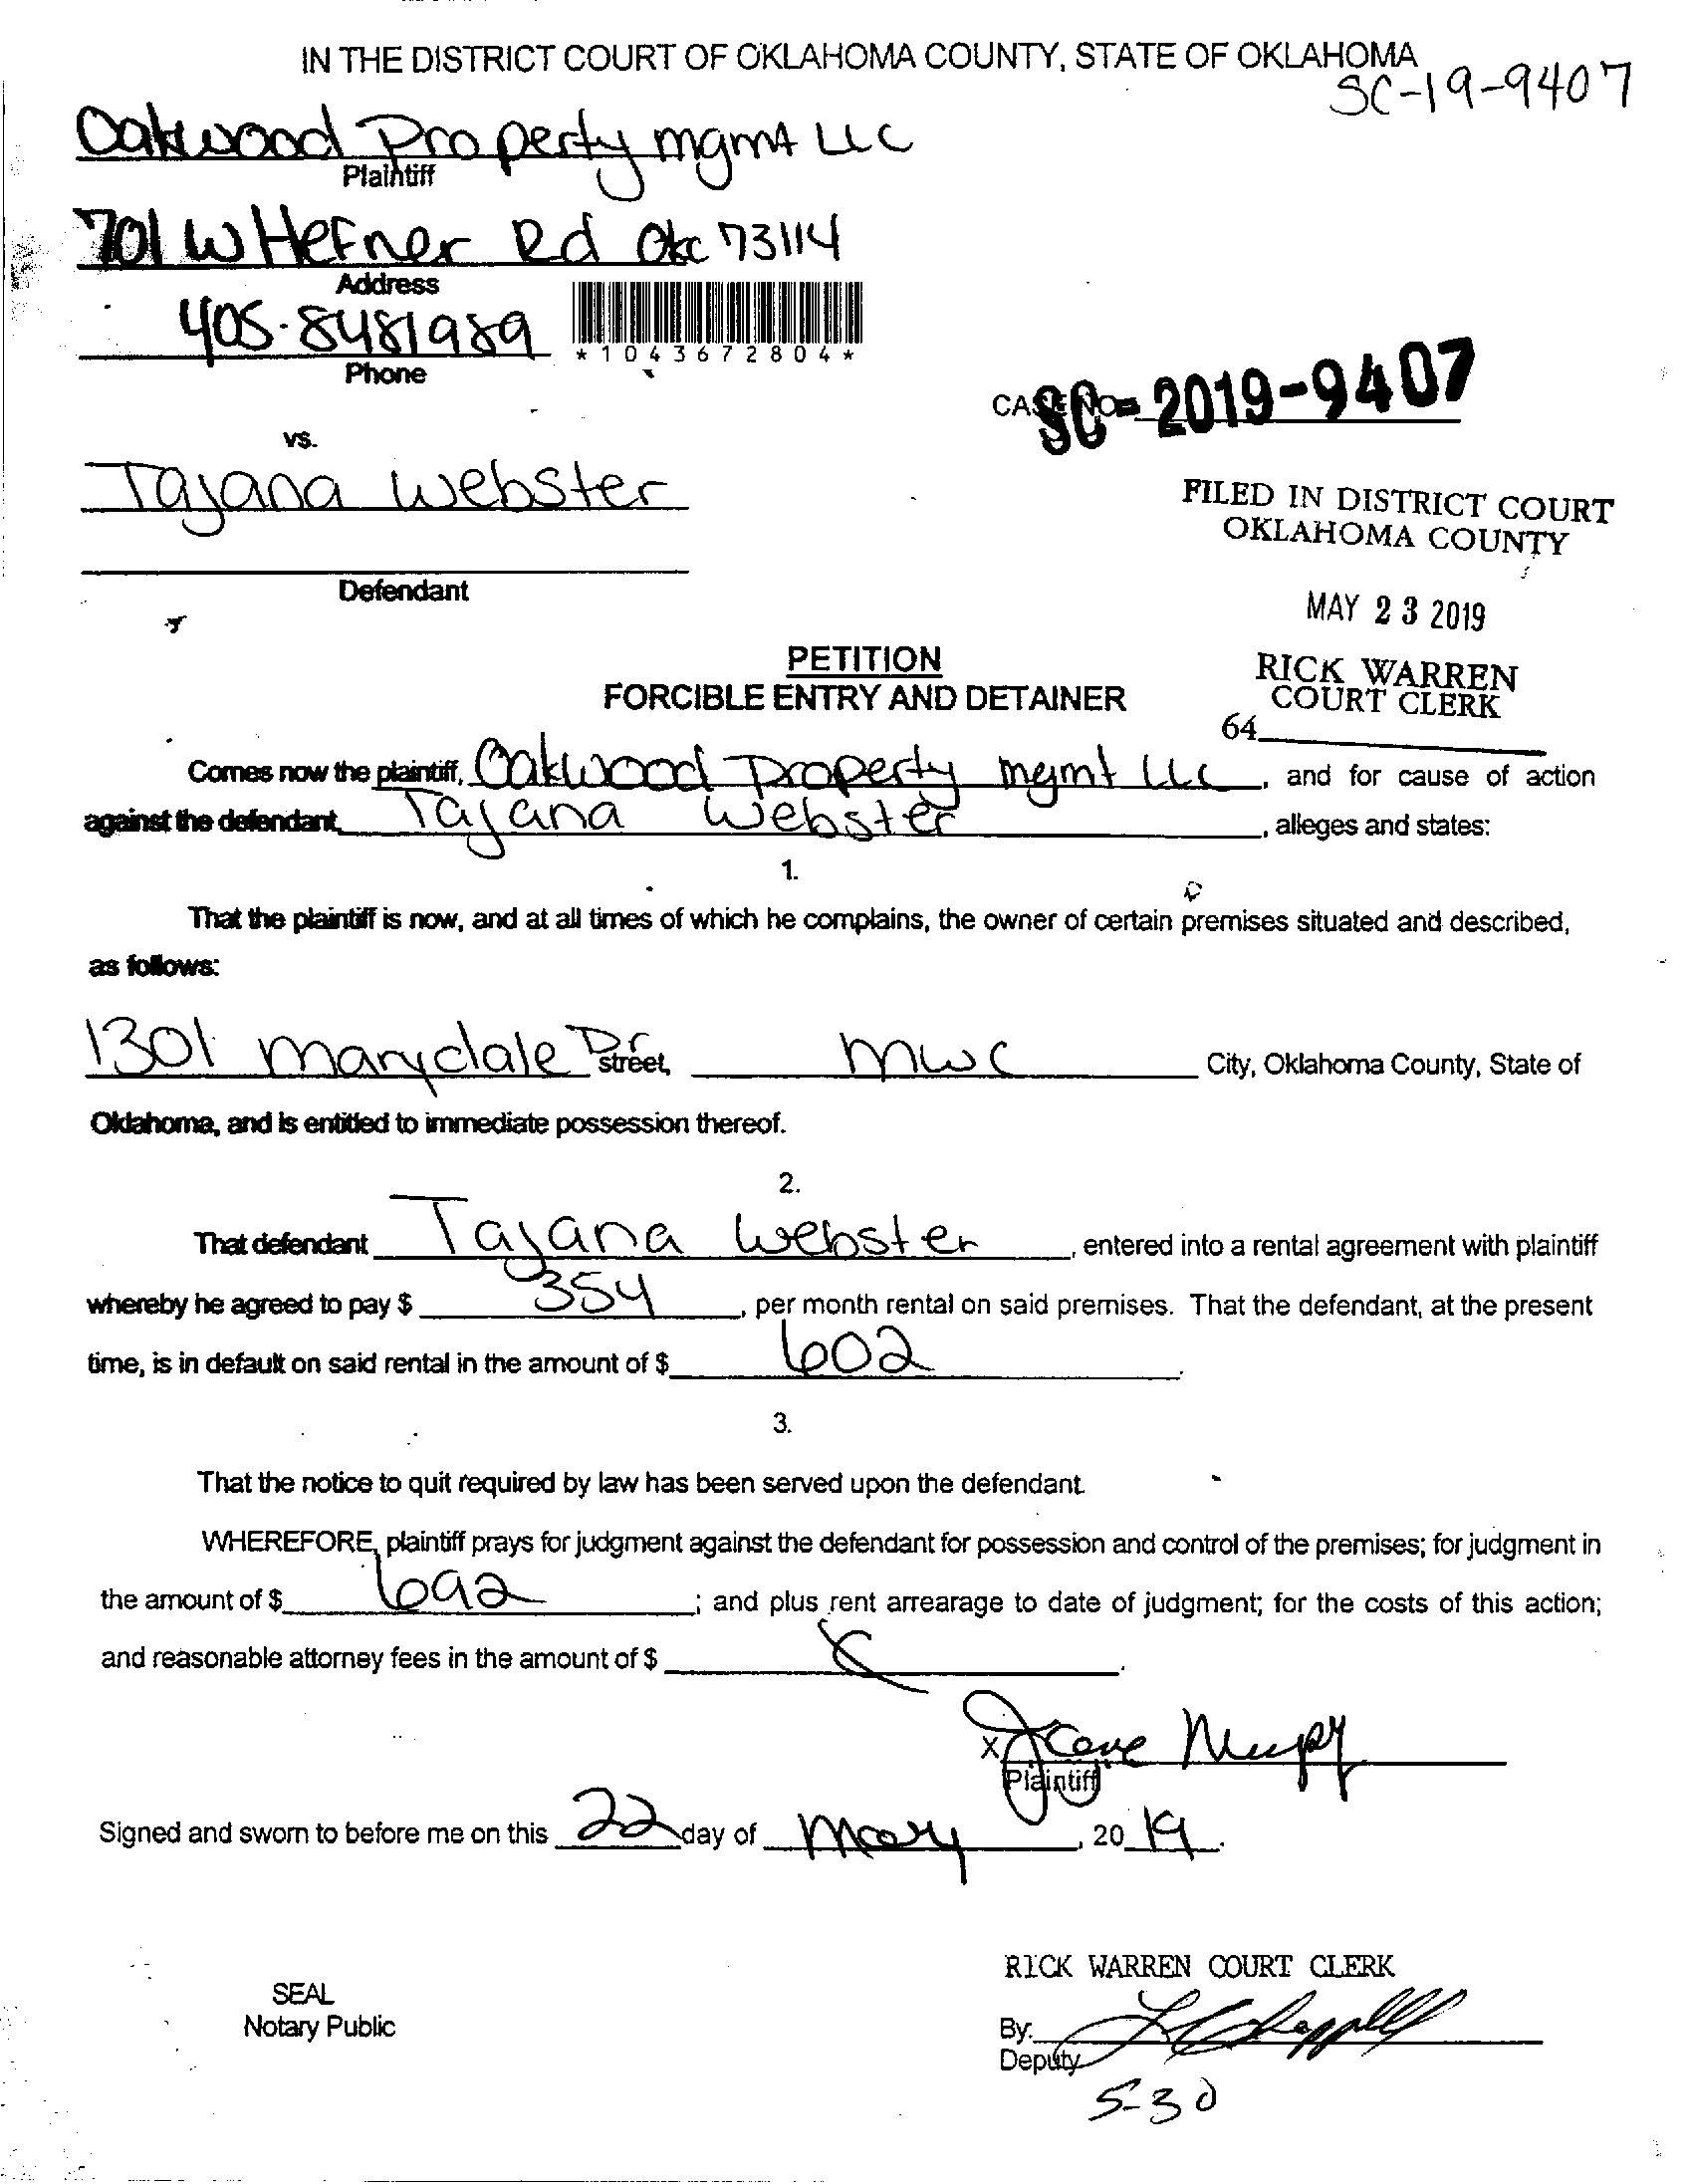 IN THE DISTRICT COURT OF OKLAHOMA COUNTY, STATE OF OKLAHOMA
SC-19-9407
Oakwood Property mgmt LLC
Plaintiff
701 W Hefner Rd Okc 73114
Address
405-8481989
*1043672804*
Phone
CASE NO. SC-2019-9407
vs.
Tajana Webster
FILED IN DISTRICT COURT
OKLAHOMA COUNTY
Defendant
MAY 23 2019
PETITION
RICK WARREN
COURT CLERK
FORCIBLE ENTRY AND DETAINER
64
Comes now the plaintiff, Oakwood Property mgmt LLC, and for cause of action
against the defendant, Tajana Webster, alleges and states:
1.
That the plaintiff is now, and at all times of which he complains, the owner of certain premises situated and described,
as follows:
1301 Marydale Dr street, MWC City, Oklahoma County, State of
Oklahoma, and is entitled to immediate possession thereof.
2.
That defendant Tajana Webster, entered into a rental agreement with plaintiff
whereby he agreed to pay $ 354, per month rental on said premises. That the defendant, at the present
time, is in default on said rental in the amount of $ 602.
3.
That the notice to quit required by law has been served upon the defendant.
WHEREFORE, plaintiff prays for judgment against the defendant for possession and control of the premises; for judgment in
the amount of $ 692; and plus rent arrearage to date of judgment; for the costs of this action;
and reasonable attorney fees in the amount of $
X
Plaintiff
Signed and sworn to before me on this 22 day of May, 2019.
RICK WARREN COURT CLERK
SEAL
Notary Public
By:
Deputy
5-30